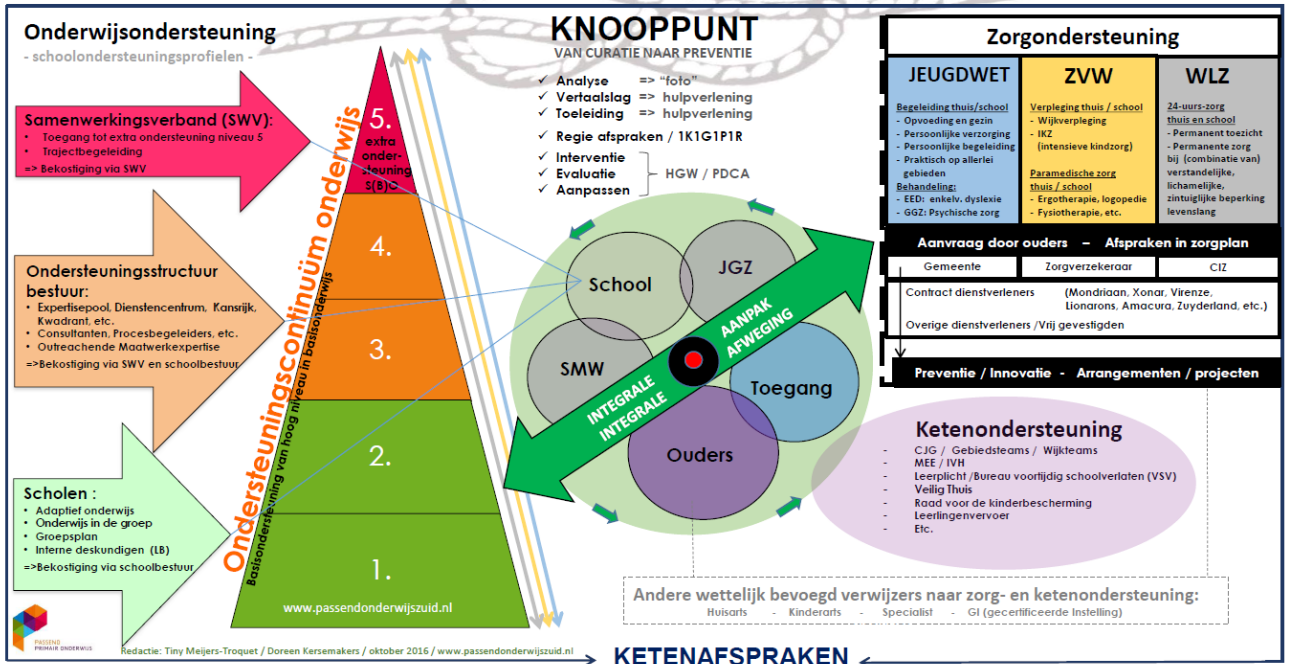 Onderwijsondersteuning
- schoolondersteuningsprofielen -
Samenwerkingsverband (SWV):
• Toegang tot extra ondersteuning niveau 5
• Trajectbegeleiding
=> Bekostiging via SWV
Ondersteuningsstructuur
bestuur:
• Expertisepool, Dienstencentrum, Kansrijk,
Kwadrant, etc.
• Consultanten, Procesbegeleiders, etc.
• Outreachende Maatwerkexpertise
=>Bekostiging via SWV en schoolbestuur
Scholen :
• Adaptief onderwijs
• Onderwijs in de groep
• Groepsplan
• Interne deskundigen (LB)
=>Bekostiging via schoolbestuur
PASSEND
PRIMAIR ONDERWIJS
Ondersteuningscontinuüm onderwijs
Basisondersteuning van hoog niveau in basisonderwijs
5.
extra
onder-
steuning
S(B)O
4.
3.
2.
1.
www.passendonderwijszuid.nl
Redactie: Tiny Meijers-Troquet / Doreen Kersemakers / oktober 2016 / www.passendonderwijszuid.nl
KNOOPPUNT
VAN CURATIE NAAR PREVENTIE
✓ Analyse => “foto”
✓ Vertaalslag => hulpverlening
✓ Toeleiding => hulpverlening
✓ Regie afspraken / 1K1G1P1R
✓ Interventie
✓ Evaluatie
✓ Aanpassen
HGW / PDCA
School
JGZ
SMW
Toegang
Ouders
INTEGRALE AANPAK
INTEGRALE AFWEGING
Zorgondersteuning
JEUGDWET
Begeleiding thuis/school
- Opvoeding en gezin
- Persoonlijke verzorging
- Persoonlijke begeleiding
- Praktisch op allerlei
gebieden
Behandeling:
- EED: enkelv. dyslexie
- GGZ: Psychische zorg
ZVW
Verpleging thuis / school
- Wijkverpleging
- IKZ
(intensieve kindzorg)
Paramedische zorg
thuis / school
- Ergotherapie, logopedie
- Fysiotherapie, etc.
WLZ
24-uurs-zorg
thuis en school
- Permanent toezicht
- Permanente zorg
bij (combinatie van)
verstandelijke,
lichamelijke,
zintuiglijke beperking
levenslang
Aanvraag door ouders – Afspraken in zorgplan
Gemeente
Zorgverzekeraar
CIZ
Contract dienstverleners (Mondriaan, Xonar, Virenze,
Lionarons, Amacura, Zuyderland, etc.)
Overige dienstverleners /Vrij gevestigden
Preventie / Innovatie - Arrangementen / projecten
Ketenondersteuning
- CJG / Gebiedsteams / Wijkteams
- MEE / IVH
- Leerplicht /Bureau voortijdig schoolverlaten (VSV)
- Veilig Thuis
- Raad voor de kinderbescherming
- Leerlingenvervoer
- Etc.
Andere wettelijk bevoegd verwijzers naar zorg- en ketenondersteuning:
Huisarts - Kinderarts - Specialist - GI (gecertificeerde Instelling)
KETENAFSPRAKEN